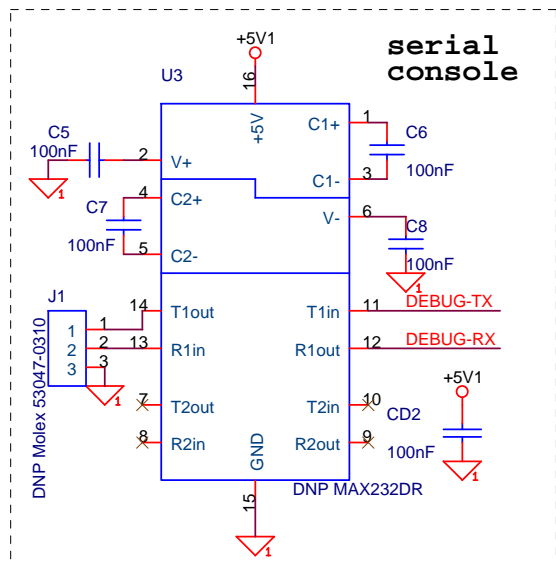 +5V1
serial
console
U3
16
+5V
C1+
1
C6
100nF
C1-
3
C5
100nF
2
V+
4
C2+
C7
100nF
5
C2-
V-
6
C8
100nF
1
1
J1
1
2
3
1
2
3
14
T1out
13
R1in
1
T1in
11
DEBUG-TX
R1out
12
DEBUG-RX
7
T2out
8
R2in
T2in
10
R2out
9
GND
15
1
+5V1
CD2
100nF
1
DNP MAX232DR
DNP Molex 53047-0310